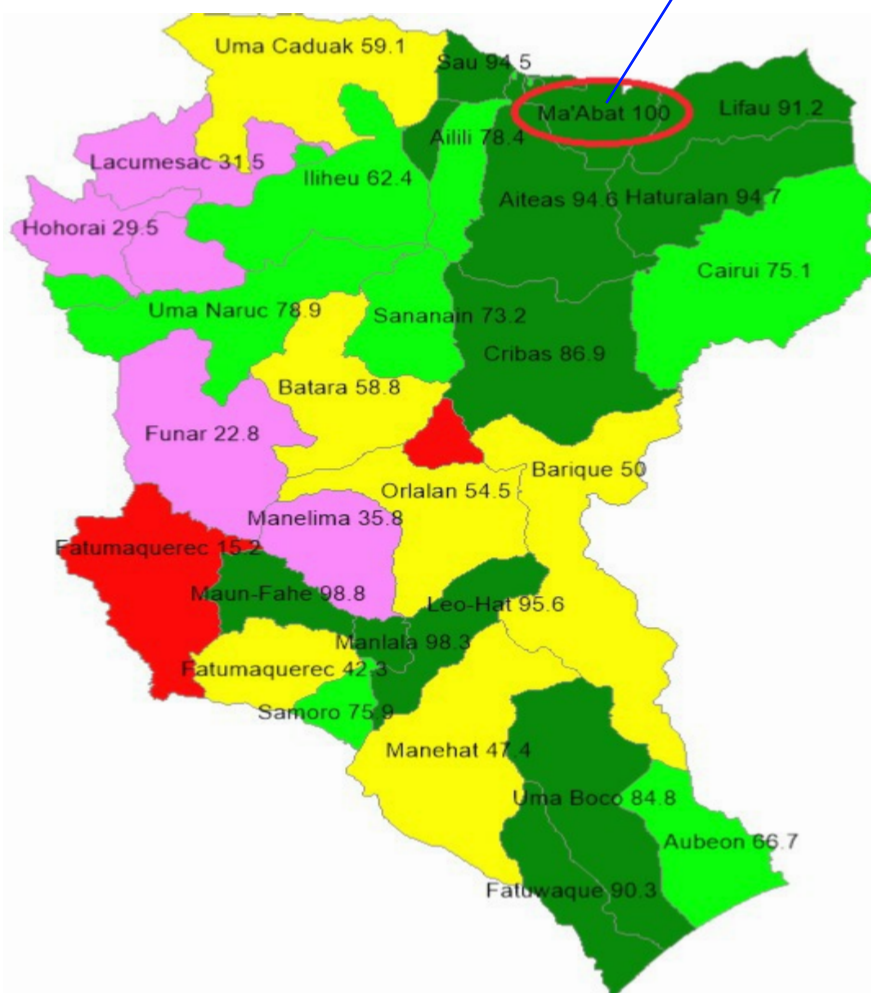 Uma Caduak 59.1
Sau 94.5
Ma'Abat 100
Lifau 91.2
Ailili 78.4
Lacumesac 31.5
Iliheu 62.4
Aiteas 94.6
Haturalan 94.7
Hohorai 29.5
Cairui 75.1
Uma Naruc 78.9
Sananain 73.2
Cribas 86.9
Batara 58.8
Funar 22.8
Barique 50
Orlalan 54.5
Manelima 35.8
Fatumaquerec 15.2
Maun-Fahe 98.8
Leo-Hat 95.6
Manlala 98.3
Fatumaquerec 42.3
Samoro 75.9
Manehat 47.4
Uma Boco 84.8
Aubeon 66.7
Fatuwaque 90.3